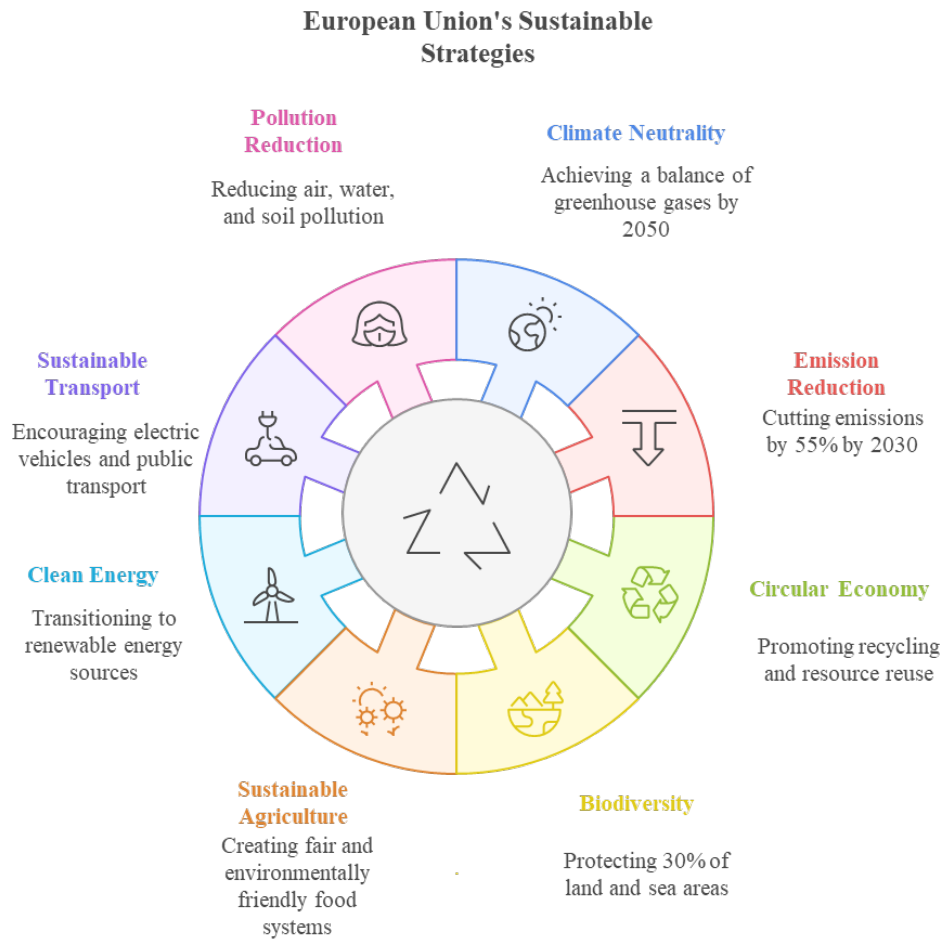 European Union's Sustainable
Strategies
Pollution
Reduction
Reducing air, water,
and soil pollution
Climate Neutrality
Achieving a balance of
greenhouse gases by
2050
Sustainable
Transport
Encouraging electric
vehicles and public
transport
Emission
Reduction
Cutting emissions
by 55% by 2030
Clean Energy
Transitioning to
renewable energy
sources
Circular Economy
Promoting recycling
and resource reuse
Sustainable
Agriculture
Creating fair and
environmentally
friendly food
systems
Biodiversity
Protecting 30% of
land and sea areas